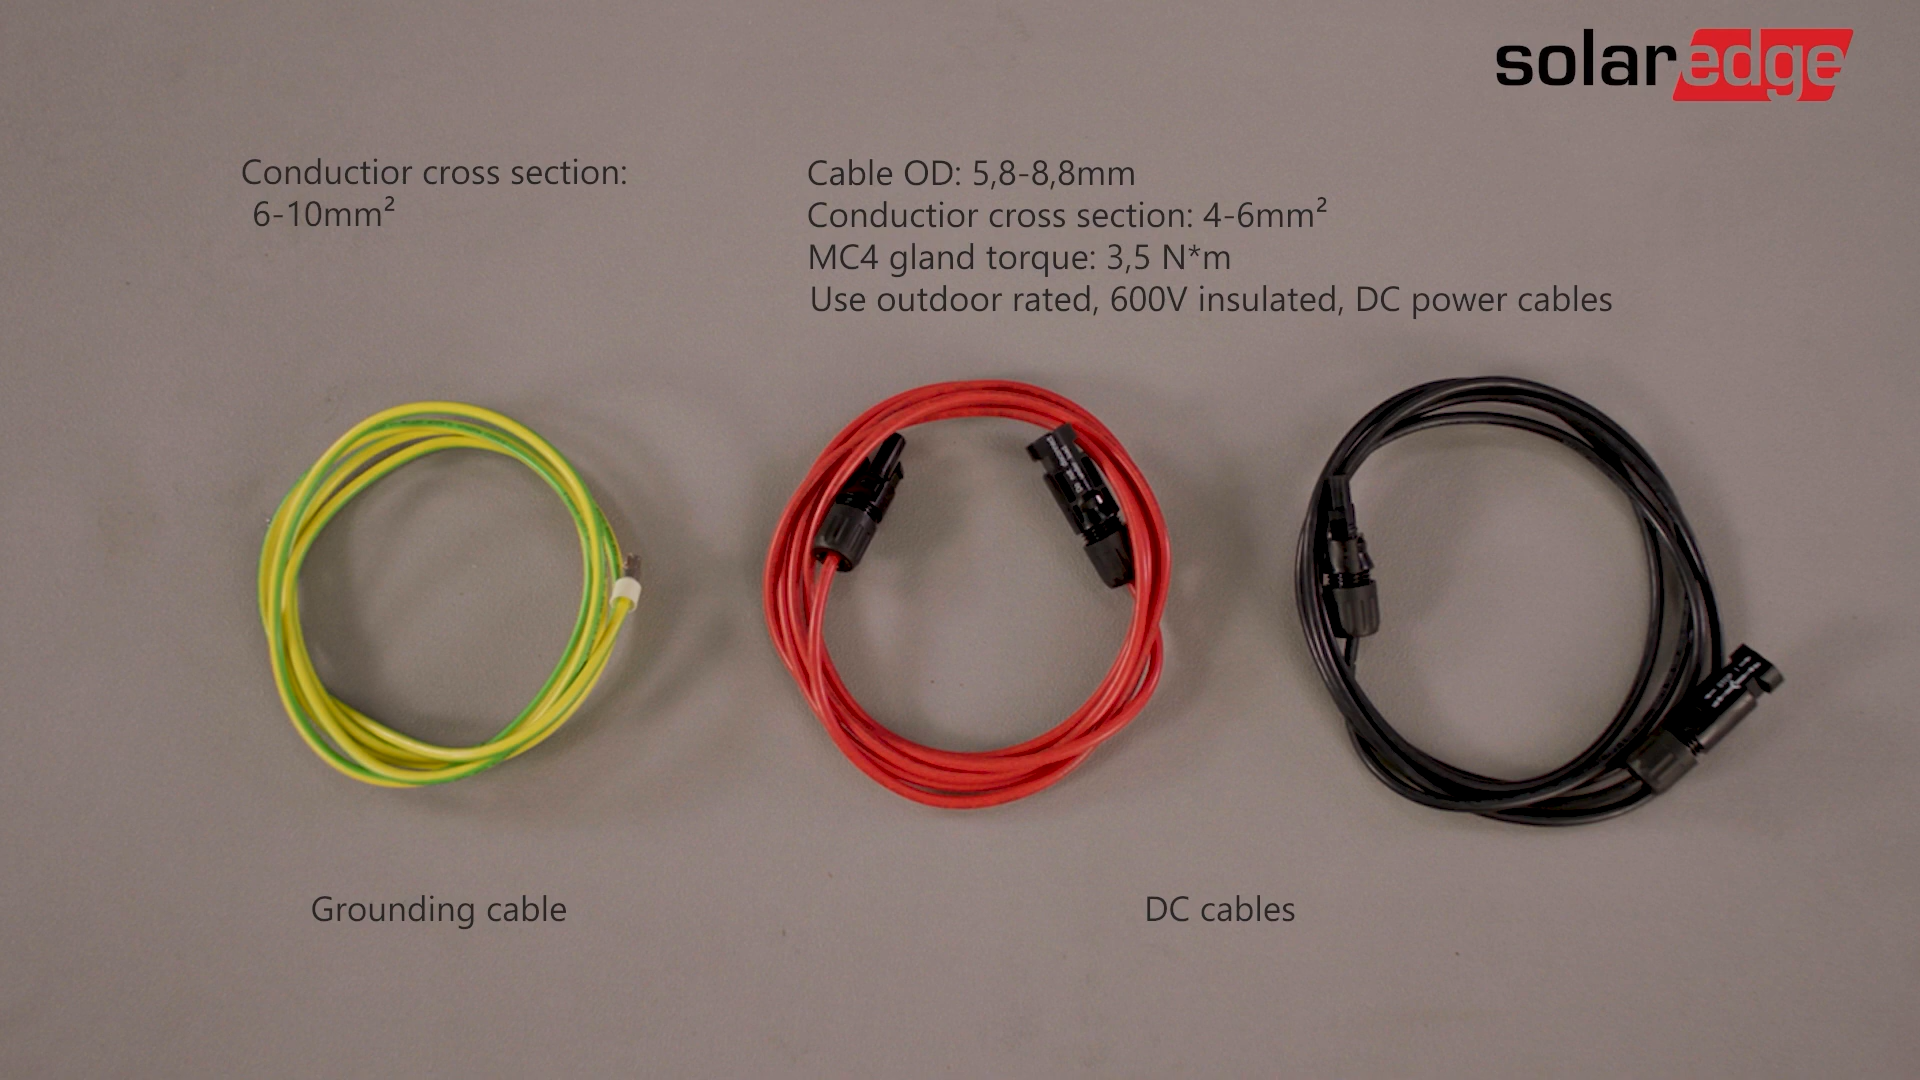 solaredge
Conductior cross section:
6-10mm²
Cable OD: 5,8-8,8mm
Conductior cross section: 4-6mm²
MC4 gland torque: 3,5 N*m
Use outdoor rated, 600V insulated, DC power cables
Grounding cable
DC cables